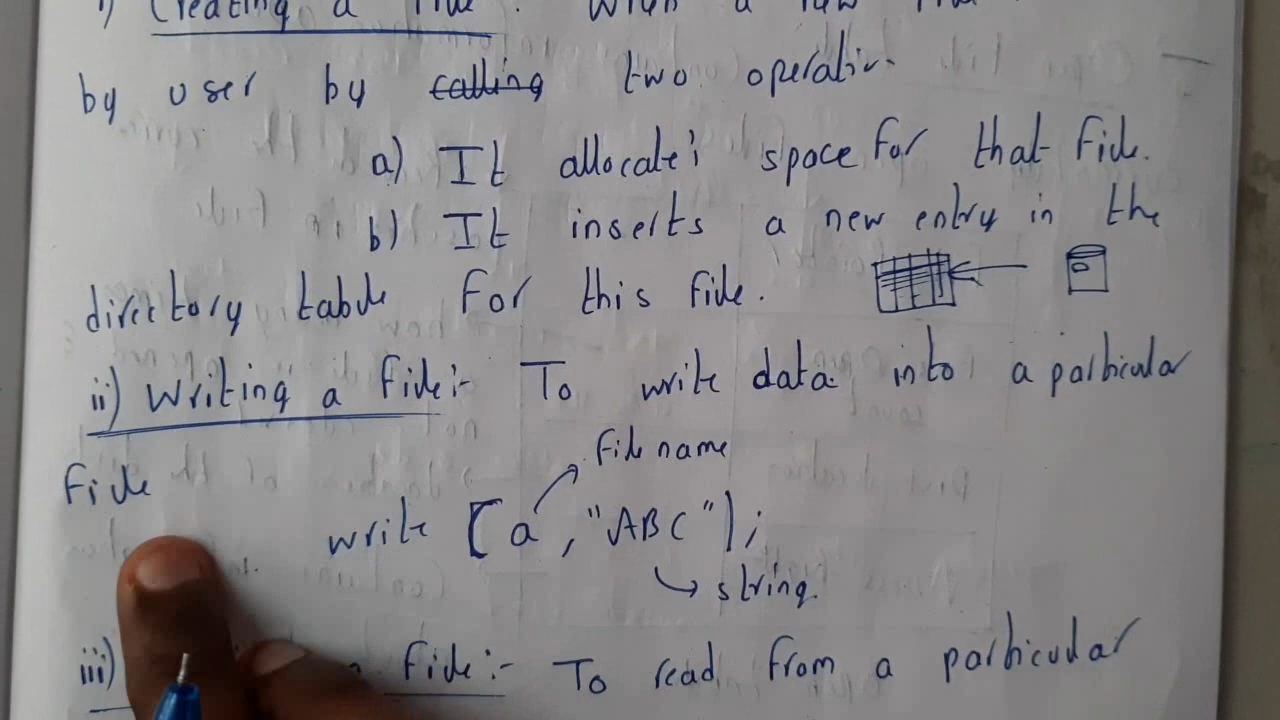 i) Creating a
by user by calling two operation
a) It allocate's space for that File.
b) It inserts a new entry in the
directory table For this File.
ii) Writing a File:- To write data into a particular
File
File name
write [a, "ABC"];
string
iii) File:- To read From a particular